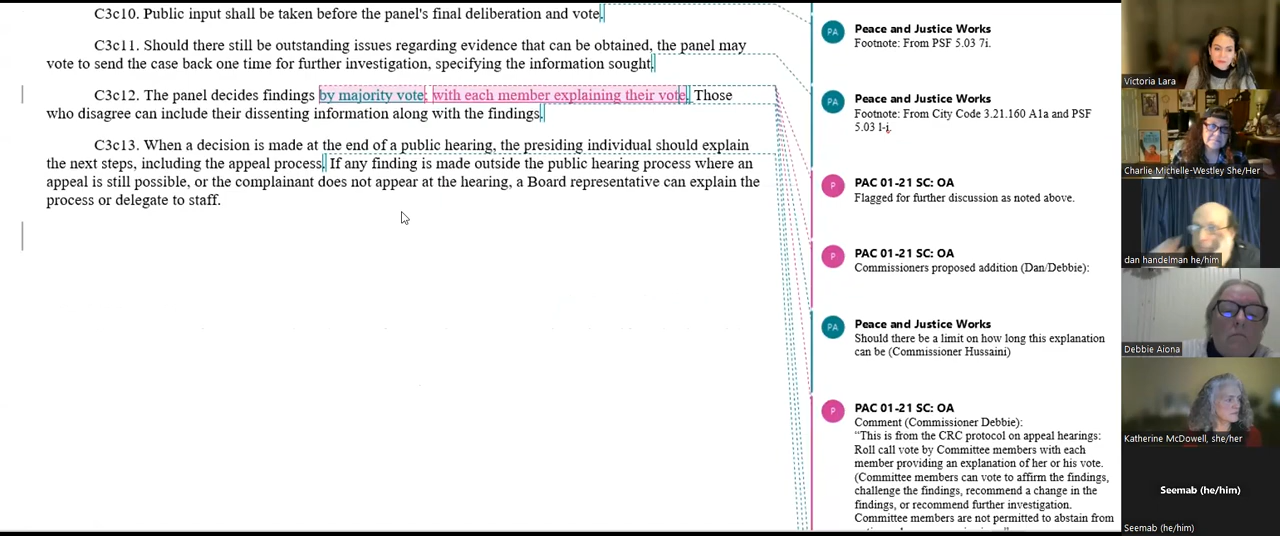 C3c10. Public input shall be taken before the panel's final deliberation and vote.
C3c11. Should there still be outstanding issues regarding evidence that can be obtained, the panel may
vote to send the case back one time for further investigation, specifying the information sought.
C3c12. The panel decides findings by majority vote; with each member explaining their vote. Those
who disagree can include their dissenting information along with the findings.
C3c13. When a decision is made at the end of a public hearing, the presiding individual should explain
the next steps, including the appeal process. If any finding is made outside the public hearing process where an
appeal is still possible, or the complainant does not appear at the hearing, a Board representative can explain the
process or delegate to staff.
PA
Peace and Justice Works
Footnote: From PSF 5.03 7i.
PA
Peace and Justice Works
Footnote: From City Code 3.21.160 A1a and PSF
5.03 l-i.
P
PAC 01-21 SC: OA
Flagged for further discussion as noted above.
P
PAC 01-21 SC: OA
Commissioners proposed addition (Dan/Debbie):
PA
Peace and Justice Works
Should there be a limit on how long this explanation
can be (Commissioner Hussaini)
P
PAC 01-21 SC: OA
Comment (Commissioner Debbie):
"This is from the CRC protocol on appeal hearings:
Roll call vote by Committee members with each
member providing an explanation of her or his vote.
(Committee members can vote to affirm the findings,
challenge the findings, recommend a change in the
findings, or recommend further investigation.
Committee members are not permitted to abstain from
Victoria Lara
Charlie Michelle-Westley She/Her
dan handelman he/him
Debbie Aiona
Katherine McDowell, she/her
Seemab (he/him)
Seemab (he/him)